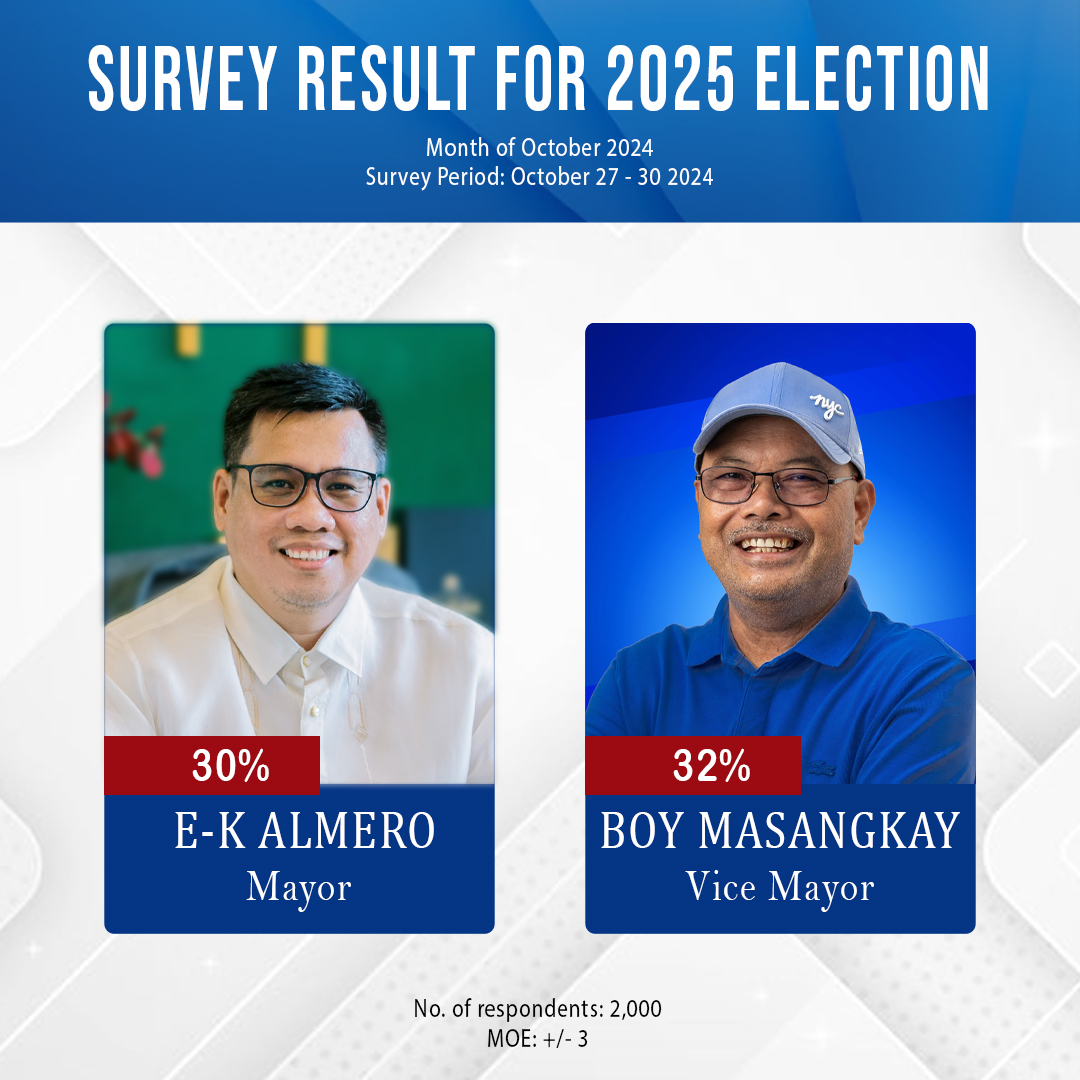 SURVEY RESULT FOR 2025 ELECTION
Month of October 2024
Survey Period: October 27 - 30 2024
nyc
30%
E-K ALMERO
Mayor
32%
BOY MASANGKAY
Vice Mayor
No. of respondents: 2,000
MOE: +/- 3